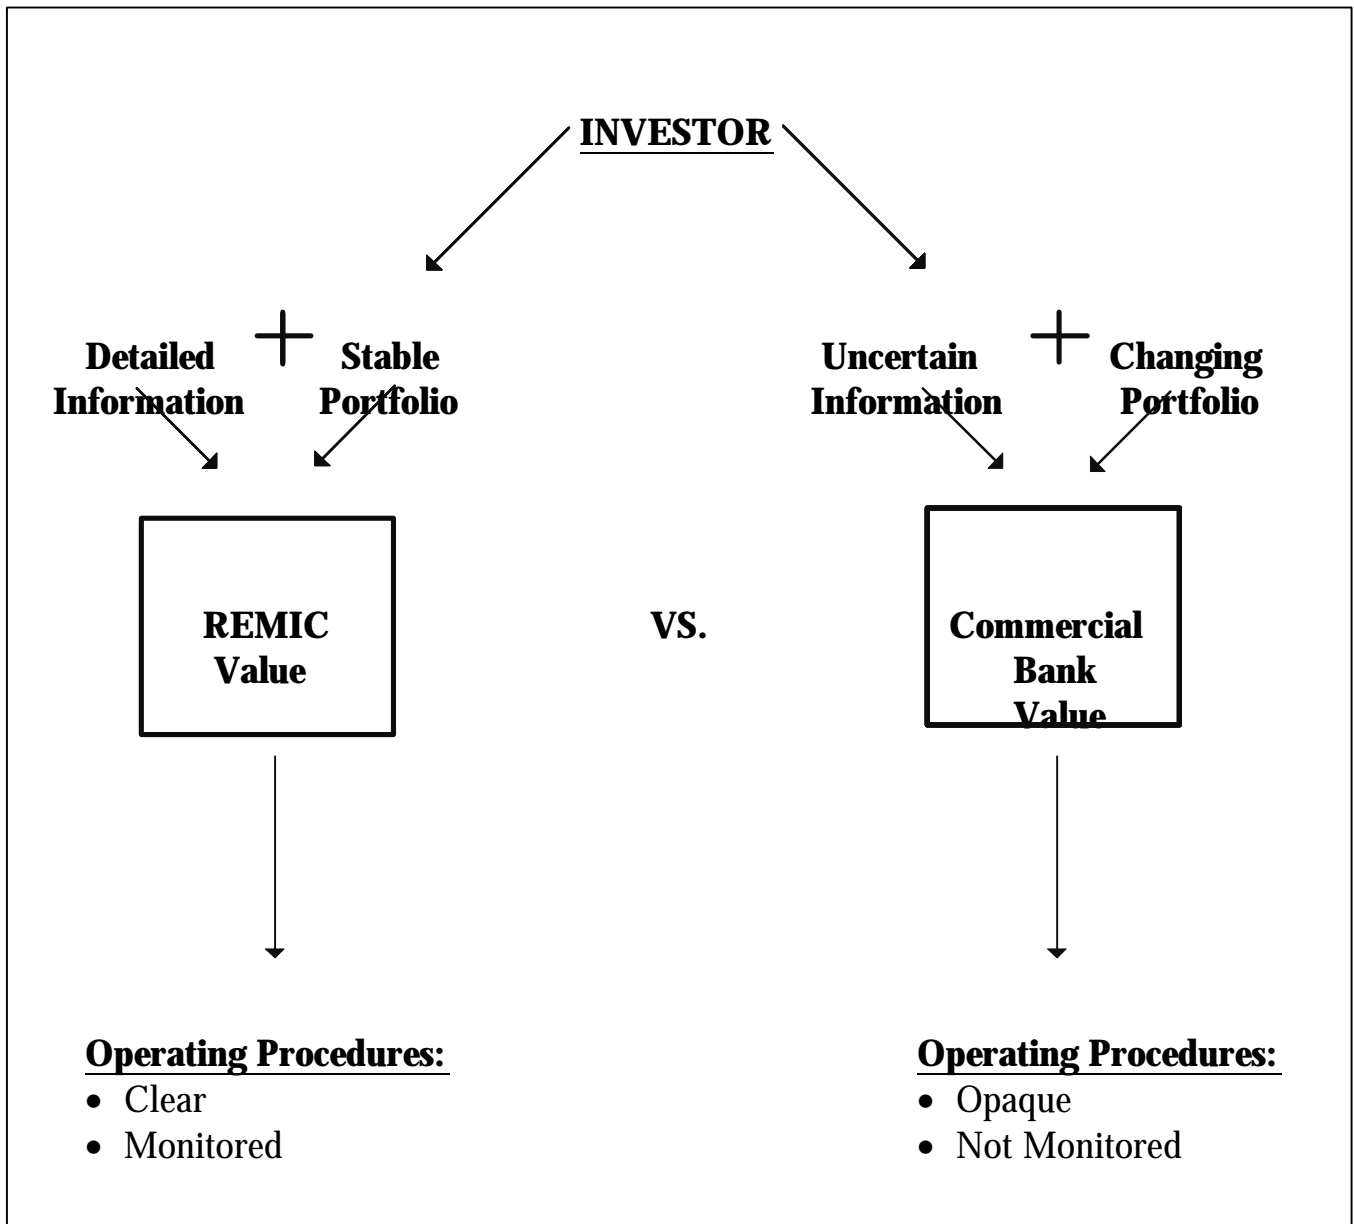 INVESTOR
Detailed
Information
+
Stable
Portfolio
Uncertain
Information
+
Changing
Portfolio
REMIC
Value
VS.
Commercial
Bank
Value
Operating Procedures:
• Clear
• Monitored
Operating Procedures:
• Opaque
• Not Monitored